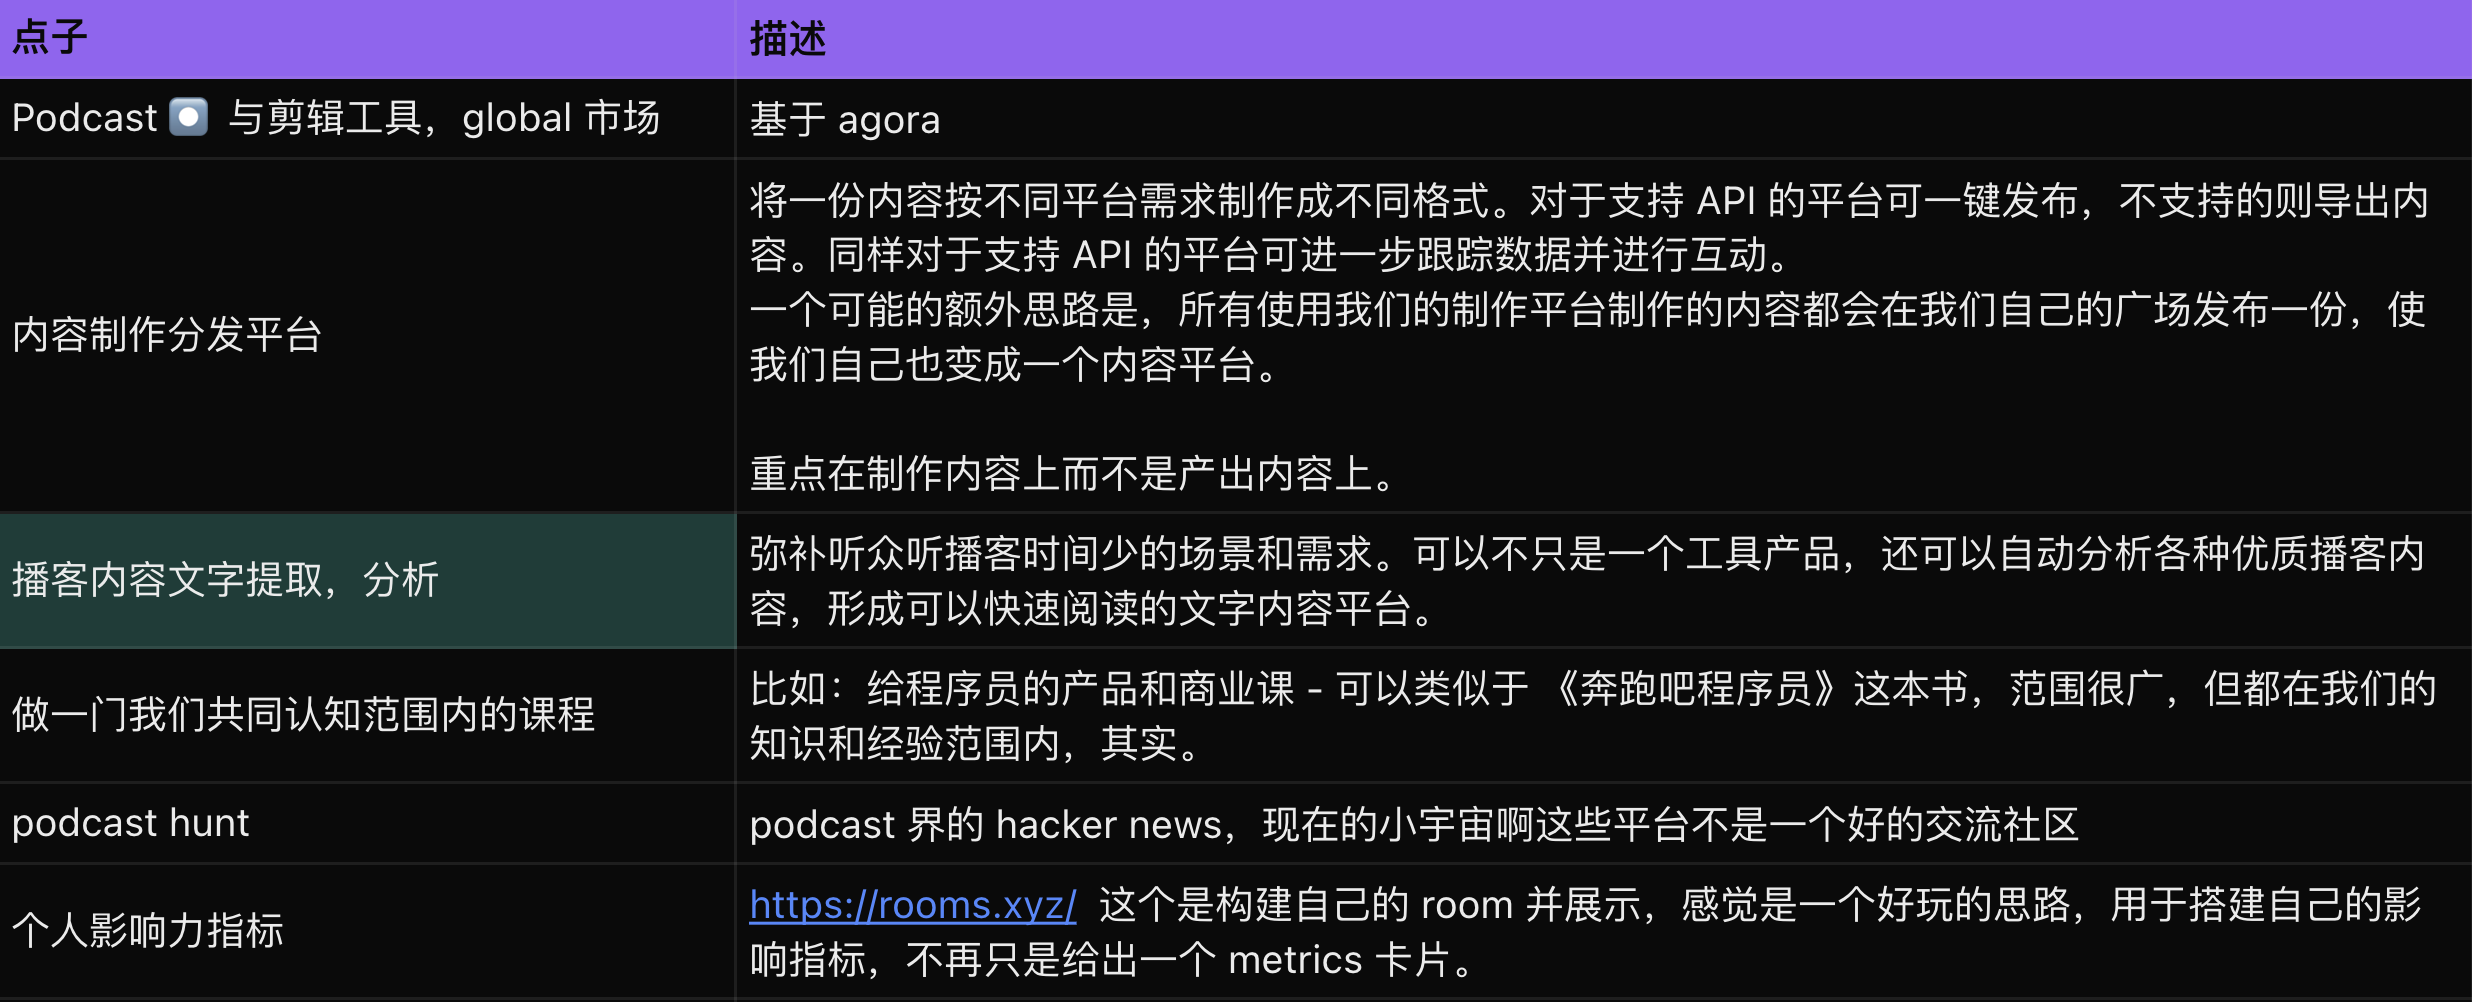 点子
描述
Podcast ⏺️ 与剪辑工具，global 市场
基于 agora
内容制作分发平台
将一份内容按不同平台需求制作成不同格式。对于支持 API 的平台可一键发布，不支持的则导出内
容。同样对于支持 API 的平台可进一步跟踪数据并进行互动。
一个可能的额外思路是，所有使用我们的制作平台制作的内容都会在我们自己的广场发布一份，使
我们自己也变成一个内容平台。
重点在制作内容上而不是产出内容上。
播客内容文字提取，分析
弥补听众听播客时间少的场景和需求。可以不只是一个工具产品，还可以自动分析各种优质播客内
容，形成可以快速阅读的文字内容平台。
做一门我们共同认知范围内的课程
比如：给程序员的产品和商业课 - 可以类似于 《奔跑吧程序员》这本书，范围很广，但都在我们的
知识和经验范围内，其实。
podcast hunt
podcast 界的 hacker news，现在的小宇宙啊这些平台不是一个好的交流社区
个人影响力指标
https://rooms.xyz/ 这个是构建自己的 room 并展示，感觉是一个好玩的思路，用于搭建自己的影
响指标，不再只是给出一个 metrics 卡片。